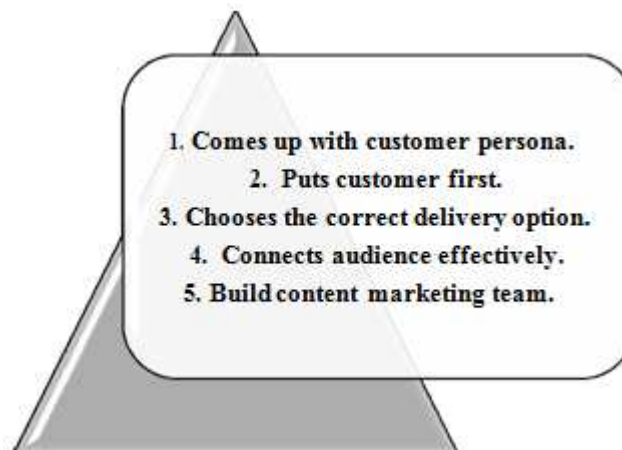 1. Comes up with customer persona.
2. Puts customer first.
3. Chooses the correct delivery option.
4. Connects audience effectively.
5. Build content marketing team.